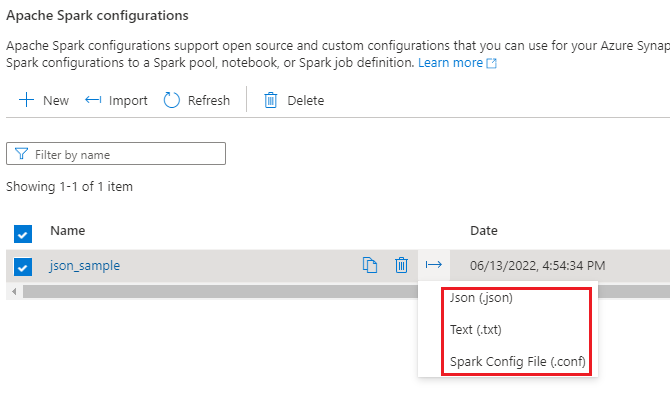 Apache Spark configurations
Apache Spark configurations support open source and custom configurations that you can use for your Azure Synap
Spark configurations to a Spark pool, notebook, or Spark job definition. Learn more
New Import Refresh Delete
Filter by name
Showing 1-1 of 1 item
Name Date
json_sample 06/13/2022, 4:54:34 PM
Json (.json)
Text (.txt)
Spark Config File (.conf)